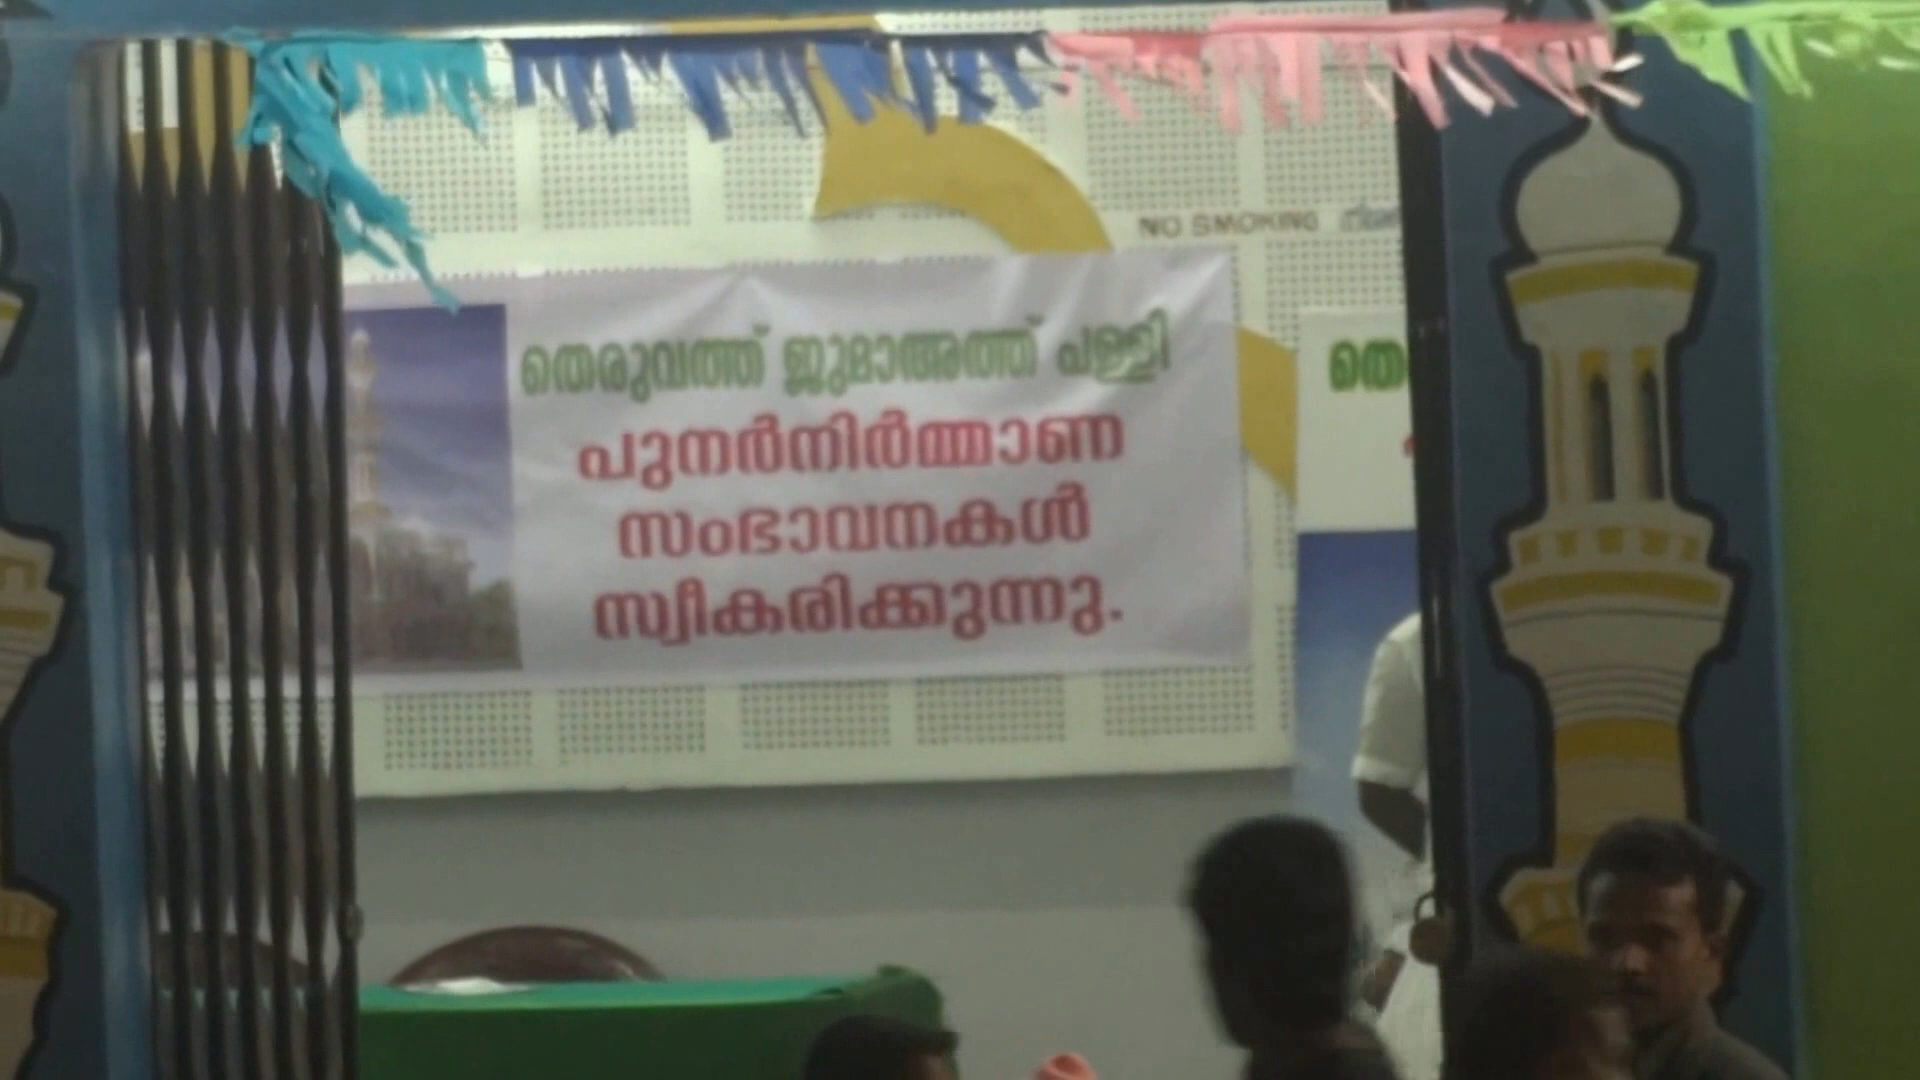 NO SMOKING
തെരുവത്ത് ജുമാഅത്ത് പള്ളി
പുനർനിർമ്മാണ
സംഭാവനകൾ
സ്വീകരിക്കുന്നു.
തെ